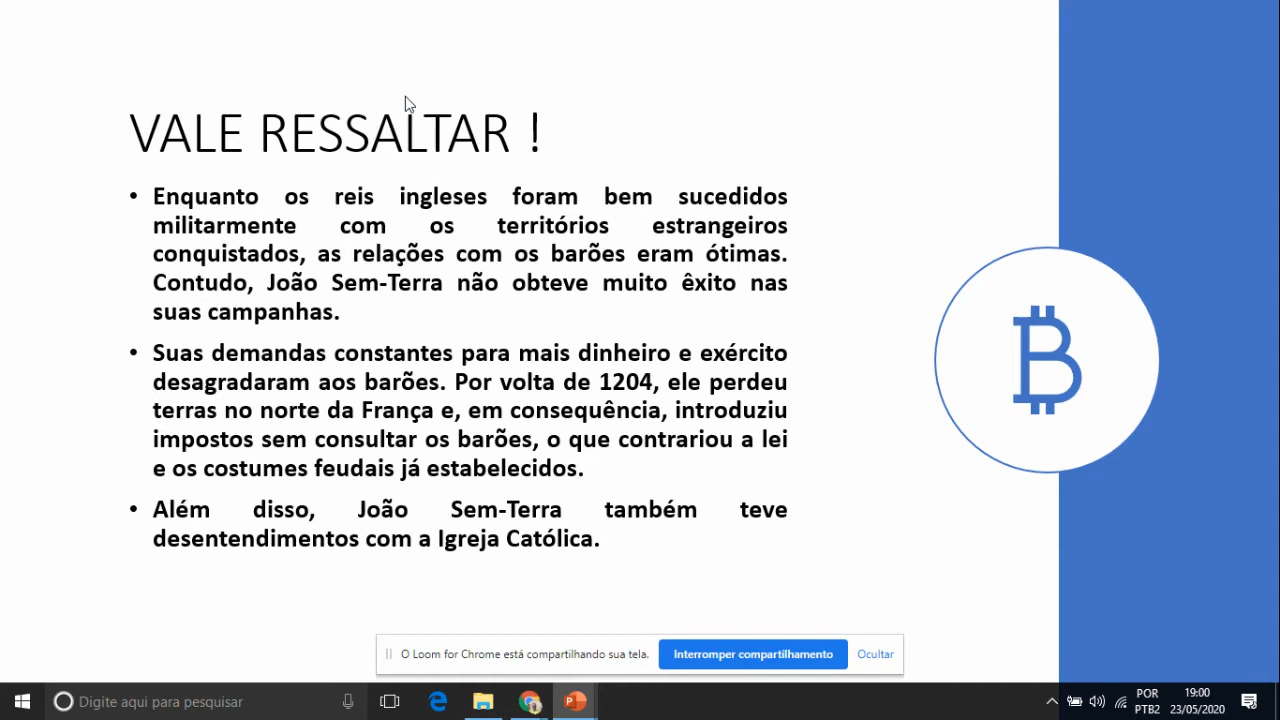 VALE RESSALTAR !
• Enquanto os reis ingleses foram bem sucedidos
militarmente com os territórios estrangeiros
conquistados, as relações com os barões eram ótimas.
Contudo, João Sem-Terra não obteve muito êxito nas
suas campanhas.
• Suas demandas constantes para mais dinheiro e exército
desagradaram aos barões. Por volta de 1204, ele perdeu
terras no norte da França e, em consequência, introduziu
impostos sem consultar os barões, o que contrariou a lei
e os costumes feudais já estabelecidos.
• Além disso, João Sem-Terra também teve
desentendimentos com a Igreja Católica.
O Loom for Chrome está compartilhando sua tela. Interromper compartilhamento Ocultar
Digite aqui para pesquisar
POR 19:00
PTB2 23/05/2020